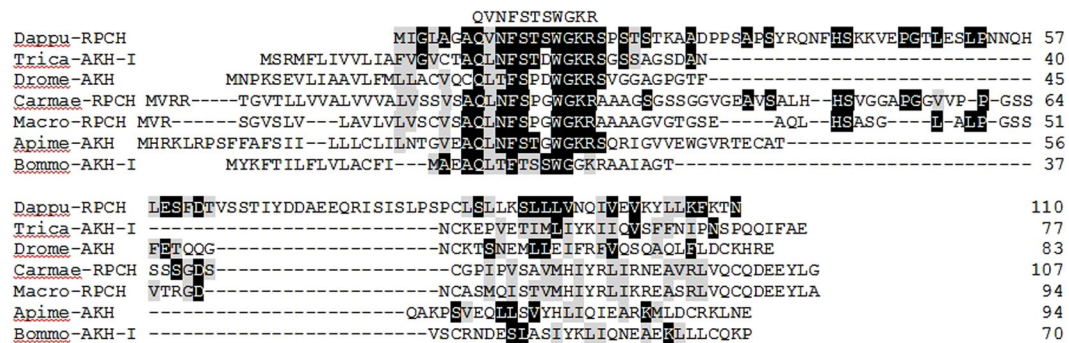 QVNFSTSWGKR
Dappu-RPCH MIGLAGAQVNFSTSWGKRSPSTSTKAADPPSAPSYRQNFHSKKVEPGTLESLPNNQH 57
Trica-AKH-I MSRMFLIVVLIAFVGVCTAQLNFSTDWGKRSGSSAGSDAN------------------------------- 40
Drome-AKH MNPKSEVLIAAVLFMLLACVQCQLTFSPDWGKRSVGGAGPGTF------------------------------- 45
Carmae-RPCH MVRR-----TGVTLLVVALVVVALVSSVSAQLNFSPGWGKRAAAGSGSSGGVGEAVSALH--HSVGGAPGGVVP-P-GSS 64
Macro-RPCH MVR------SGVSLV---LAVLVLVSCVSAQLNFSPGWGKRAAAGVGTGSE-----AQL--HSASG----L-ALP-GSS 51
Apime-AKH MHRKLRPSFFAFSII---LLLCLILNTGVEAQLNFSTGWGKRSQRIGVVEWGVRTECAT--------------------- 56
Bommo-AKH-I MYKFTILFLVLACFI---MAEAQLTFTSSWGGKRAAIAGT-------------------------------- 37
Dappu-RPCH LESFDTVSSTIYDDAEEQRISISLPSPCLSLLKSLLLVNQIVEVKYLLKFKTN 110
Trica-AKH-I ---------------------------NCKEPVETIMLIYKIIQVSFFNIPNSPQQIFAE 77
Drome-AKH FETQQG---------------------NCKTSNEMLLEIFRFVQSQAQLFLDCKHRE 83
Carmae-RPCH SSSGDS----------------------CGPIPVSAVMHIYRLIRNEAVRLVQCQDEEYLG 107
Macro-RPCH VTRGD----------------------NCASMQISTVMHIYRLIKREASRLVQCQDEEYLA 94
Apime-AKH ------------------------QAKPSVEQLLSVYHLIQIEARKMLDCRKLNE 94
Bommo-AKH-I --------------------------VSCRNDESLASIYKLIQNEAEKLLLCQKP 70